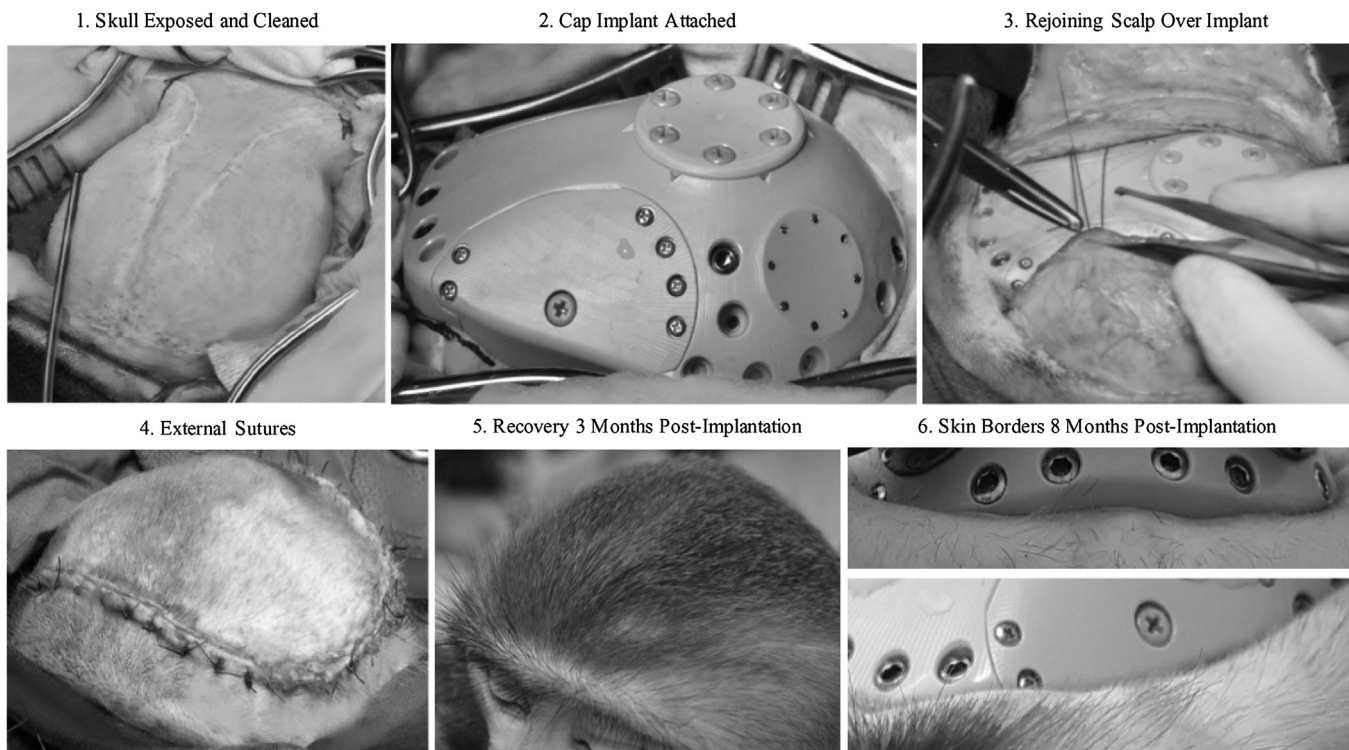 1. Skull Exposed and Cleaned
2. Cap Implant Attached
3. Rejoining Scalp Over Implant
4. External Sutures
5. Recovery 3 Months Post-Implantation
6. Skin Borders 8 Months Post-Implantation